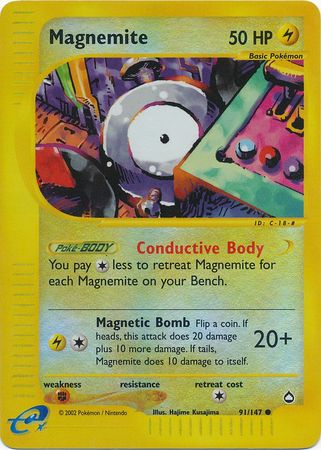 Magnemite 50 HP
Basic Pokémon
ID: C-18-#
Poké-BODY Conductive Body
You pay less to retreat Magnemite for
each Magnemite on your Bench.
Magnetic Bomb Flip a coin. If
heads, this attack does 20 damage
plus 10 more damage. If tails,
Magnemite does 10 damage to itself.
20+
weakness resistance retreat cost
e
©2002 Pokémon / Nintendo Illus. Hajime Kusajima 91/147